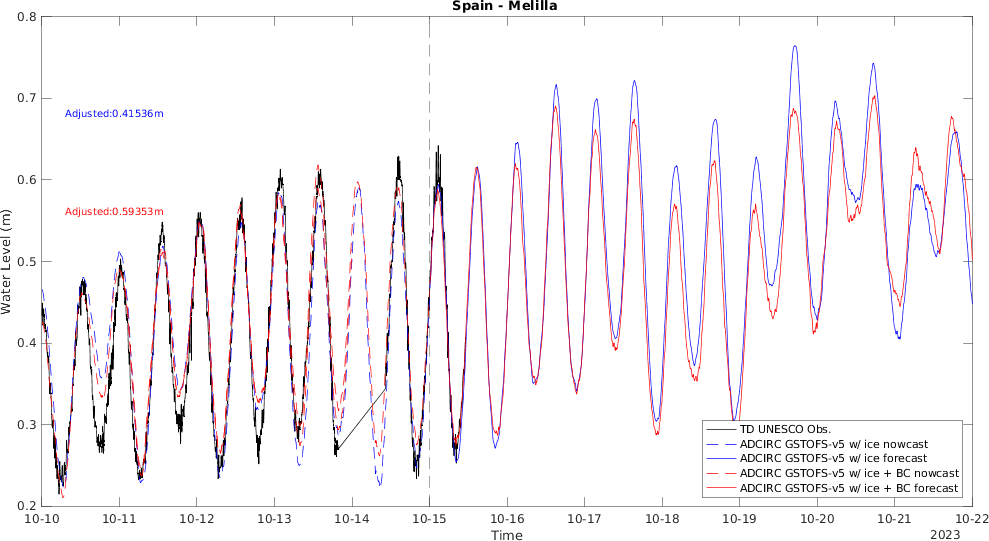 Spain - Melilla
0.8
0.7
0.6
0.5
0.4
0.3
0.2
Water Level (m)
Adjusted:0.41536m
Adjusted:0.59353m
TD UNESCO Obs.
ADCIRC GSTOFS-v5 w/ ice nowcast
ADCIRC GSTOFS-v5 w/ ice forecast
ADCIRC GSTOFS-v5 w/ ice + BC nowcast
ADCIRC GSTOFS-v5 w/ ice + BC forecast
10-10 10-11 10-12 10-13 10-14 10-15 10-16 10-17 10-18 10-19 10-20 10-21 10-22
Time
2023